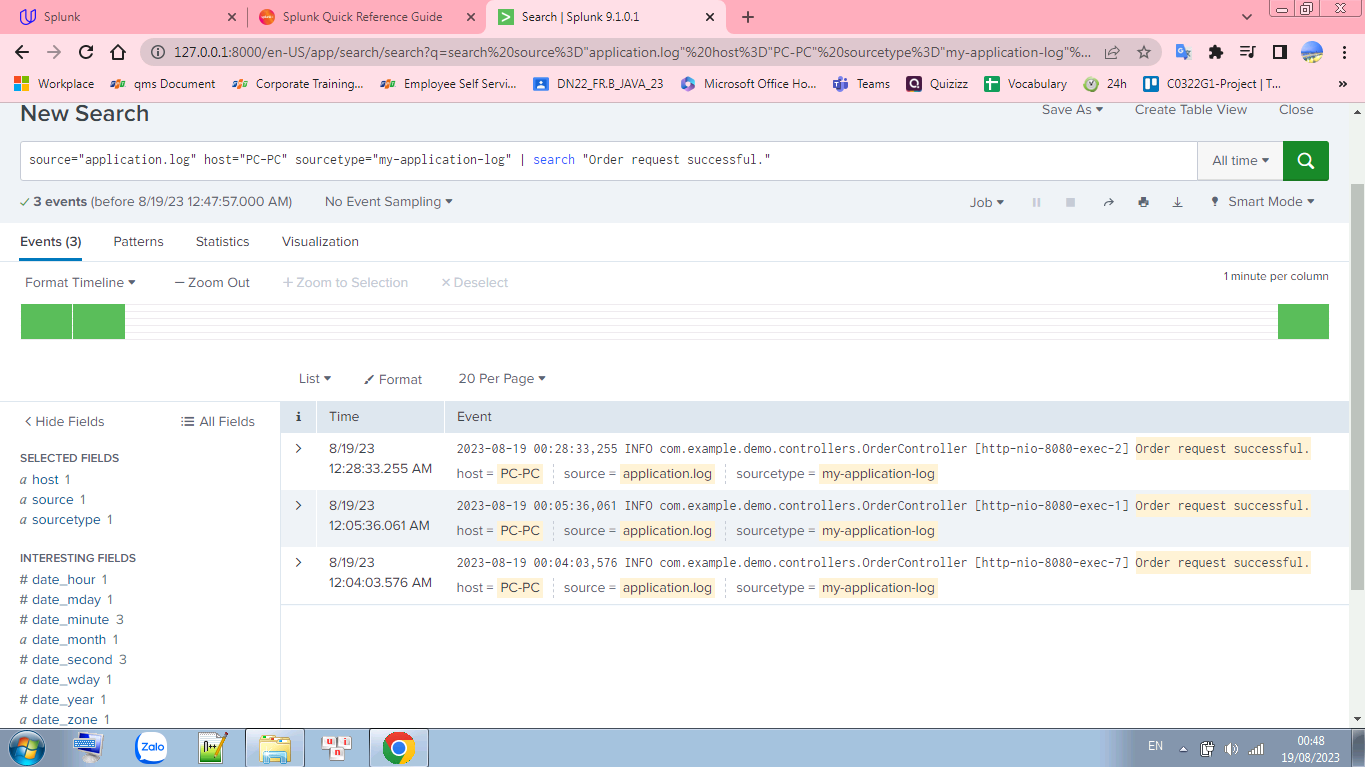 Splunk
Splunk Quick Reference Guide
Search | Splunk 9.1.0.1
127.0.0.1:8000/en-US/app/search/search?q=search%20source%3D"application.log"%20host%3D"PC-PC"%20sourcetype%3D"my-application-log"%...
Workplace
qms Document
Corporate Training...
Employee Self Servi...
DN22_FR.B_JAVA_23
Microsoft Office Ho...
Teams
Quizizz
Vocabulary
24h
C0322G1-Project | T...
»
New Search
Save As
Create Table View
Close
source="application.log" host="PC-PC" sourcetype="my-application-log" | search "Order request successful."
All time
3 events (before 8/19/23 12:47:57.000 AM)
No Event Sampling
Job
Smart Mode
Events (3)
Patterns
Statistics
Visualization
Format Timeline
— Zoom Out
+ Zoom to Selection
× Deselect
1 minute per column
List
Format
20 Per Page
< Hide Fields
All Fields
i
Time
Event
SELECTED FIELDS
a host 1
a source 1
a sourcetype 1
INTERESTING FIELDS
# date_hour 1
# date_mday 1
# date_minute 3
a date_month 1
# date_second 3
a date_wday 1
# date_year 1
a date_zone 1
8/19/23
12:28:33.255 AM
2023-08-19 00:28:33,255 INFO com.example.demo.controllers.OrderController [http-nio-8080-exec-2] Order request successful.
host = PC-PC
source = application.log
sourcetype = my-application-log
8/19/23
12:05:36.061 AM
2023-08-19 00:05:36,061 INFO com.example.demo.controllers.OrderController [http-nio-8080-exec-1] Order request successful.
host = PC-PC
source = application.log
sourcetype = my-application-log
8/19/23
12:04:03.576 AM
2023-08-19 00:04:03,576 INFO com.example.demo.controllers.OrderController [http-nio-8080-exec-7] Order request successful.
host = PC-PC
source = application.log
sourcetype = my-application-log
Zalo
N++
u n i
EN
00:48
19/08/2023